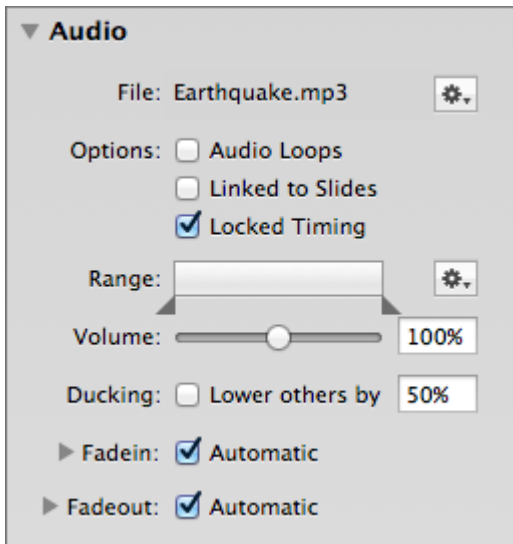 Audio
File: Earthquake.mp3
Options: Audio Loops
Linked to Slides
Locked Timing
Range:
Volume: 100%
Ducking: Lower others by 50%
Fadein: Automatic
Fadeout: Automatic